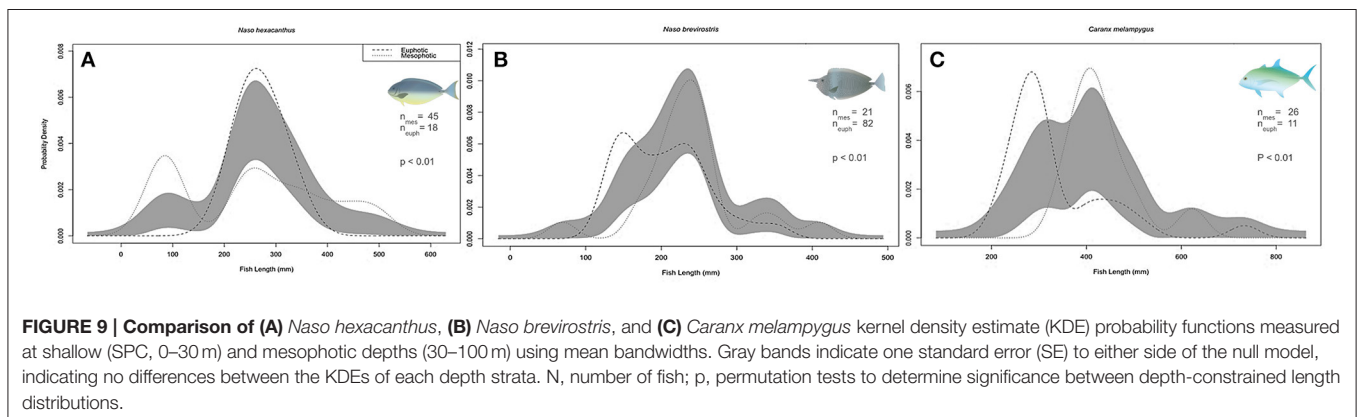 Naso hexacanthus
Naso brevirostris
Caranx melampygus
A
Euphotic
Mesophotic
n mes = 45
n euph = 18
p < 0.01
Probability Density
0.000 0.002 0.004 0.006 0.008
0 100 200 300 400 500 600
Fish Length (mm)
B
n mes = 21
n euph = 82
p < 0.01
0.000 0.002 0.004 0.006 0.008 0.010 0.012
0 100 200 300 400 500
Fish Length (mm)
C
n mes = 26
n euph = 11
P < 0.01
0.000 0.002 0.004 0.006
200 400 600 800
Fish Length (mm)
FIGURE 9 | Comparison of (A) Naso hexacanthus, (B) Naso brevirostris, and (C) Caranx melampygus kernel density estimate (KDE) probability functions measured
at shallow (SPC, 0–30 m) and mesophotic depths (30–100 m) using mean bandwidths. Gray bands indicate one standard error (SE) to either side of the null model,
indicating no differences between the KDEs of each depth strata. N, number of fish; p, permutation tests to determine significance between depth-constrained length
distributions.